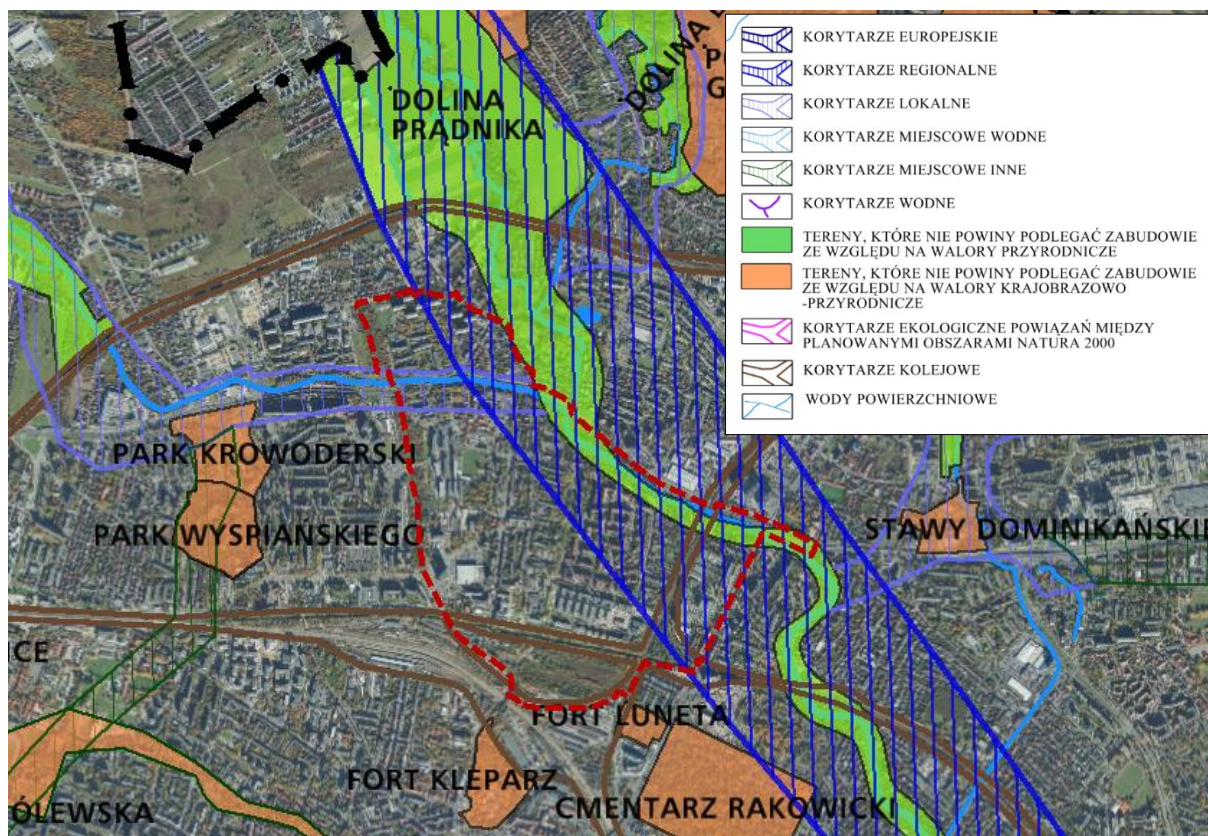 DOLINA
PRĄDNIKA
DOLINA
G
PARK KROWODERSKI
PARK WYSPIAŃSKIEGO
STAWY DOMINIKAŃSKIE
ICE
FORT LUNETA
FORT KLEPARZ
CMENTARZ RAKOWICKI
ÓLEWSKA
KORYTARZE EUROPEJSKIE
KORYTARZE REGIONALNE
KORYTARZE LOKALNE
KORYTARZE MIEJSCOWE WODNE
KORYTARZE MIEJSCOWE INNE
KORYTARZE WODNE
TERENY, KTÓRE NIE POWINY PODLEGAĆ ZABUDOWIE
ZE WZGLĘDU NA WALORY PRZYRODNICZE
TERENY, KTÓRE NIE POWINY PODLEGAĆ ZABUDOWIE
ZE WZGLĘDU NA WALORY KRAJOBRAZOWO
-PRZYRODNICZE
KORYTARZE EKOLOGICZNE POWIĄZAŃ MIĘDZY
PLANOWANYMI OBSZARAMI NATURA 2000
KORYTARZE KOLEJOWE
WODY POWIERZCHNIOWE